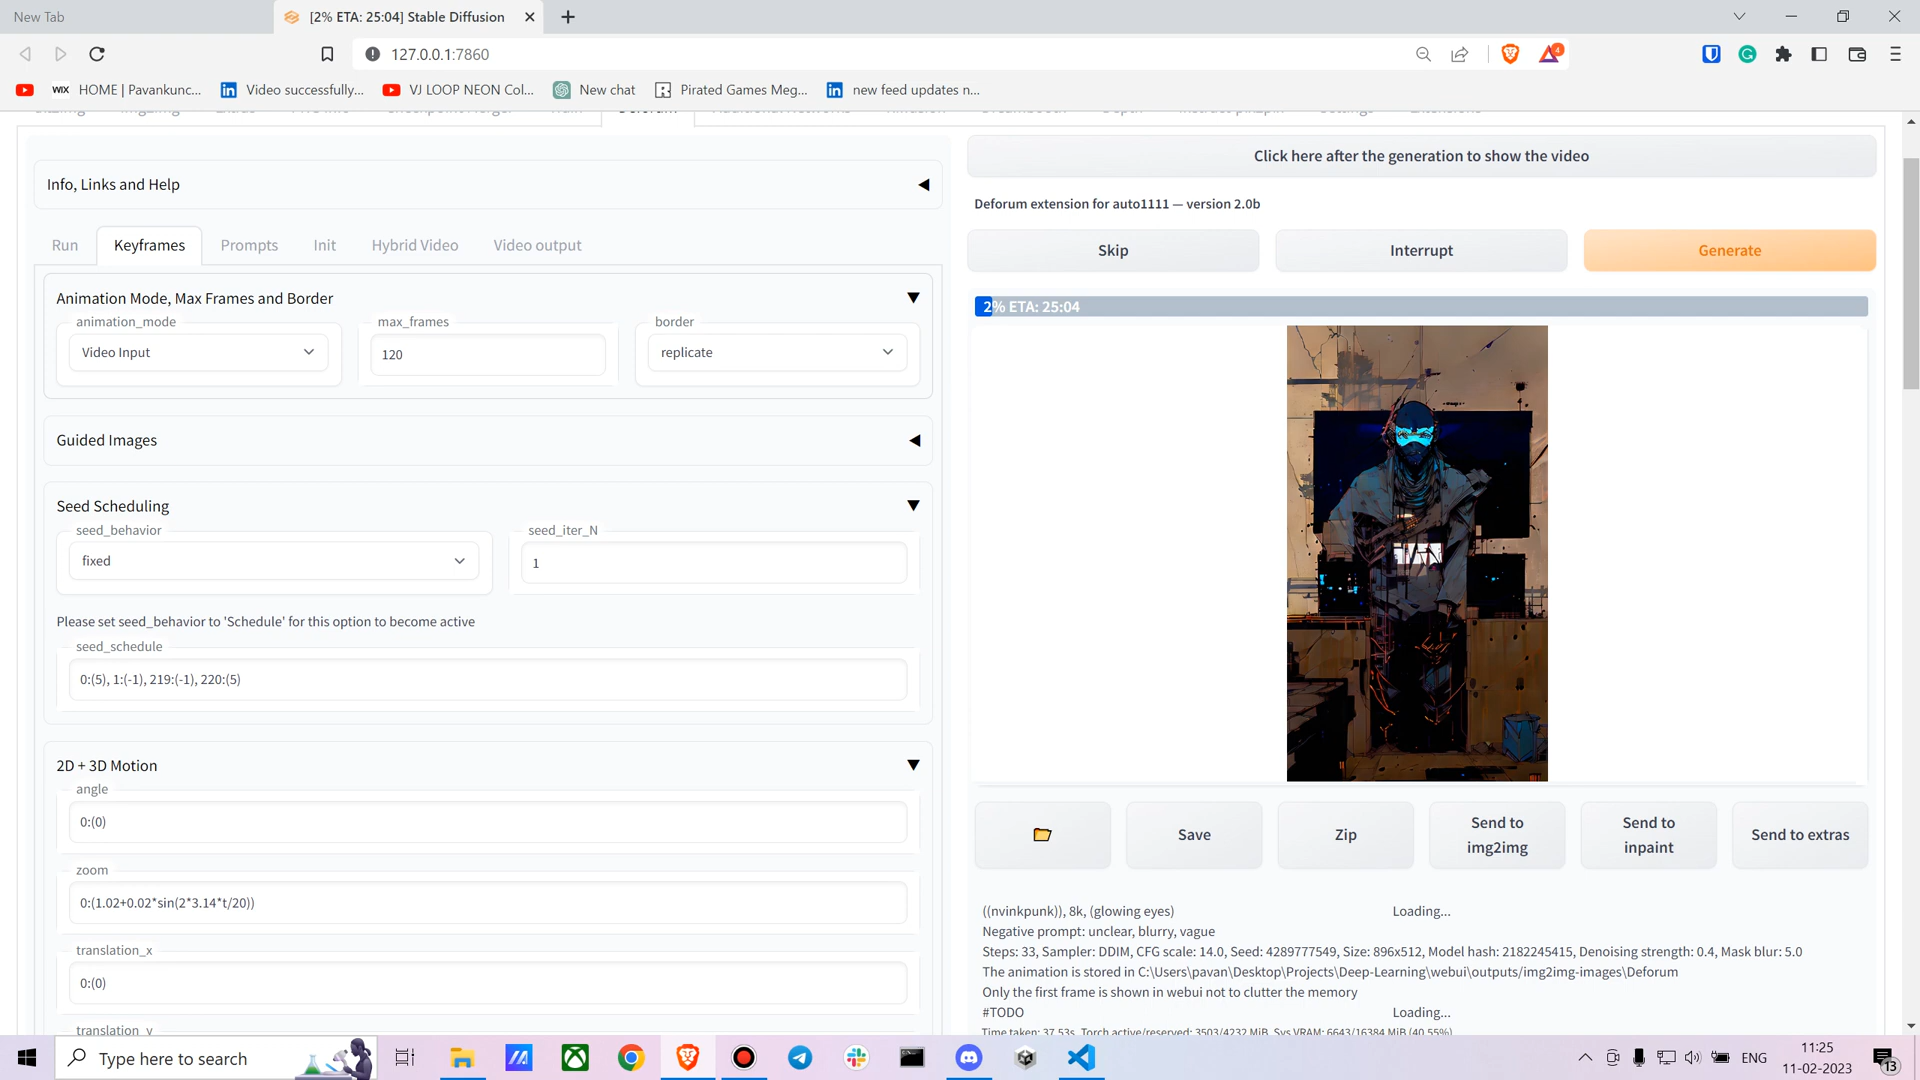 New Tab
[2% ETA: 25:04] Stable Diffusion
127.0.0.1:7860
4
WIX HOME | Pavankunc...
Video successfully...
VJ LOOP NEON Col...
New chat
Pirated Games Meg...
new feed updates n...
Info, Links and Help
Run
Keyframes
Prompts
Init
Hybrid Video
Video output
Animation Mode, Max Frames and Border
animation_mode
Video Input
max_frames
120
border
replicate
Guided Images
Seed Scheduling
seed_behavior
fixed
seed_iter_N
1
Please set seed_behavior to 'Schedule' for this option to become active
seed_schedule
0:(5), 1:(-1), 219:(-1), 220:(5)
2D + 3D Motion
angle
0:(0)
zoom
0:(1.02+0.02*sin(2*3.14*t/20))
translation_x
0:(0)
translation_y
Click here after the generation to show the video
Deforum extension for auto1111 — version 2.0b
Skip
Interrupt
Generate
2% ETA: 25:04
Save
Zip
Send to
img2img
Send to
inpaint
Send to extras
((nvinkpunk)), 8k, (glowing eyes)
Loading...
Negative prompt: unclear, blurry, vague
Steps: 33, Sampler: DDIM, CFG scale: 14.0, Seed: 4289777549, Size: 896x512, Model hash: 2182245415, Denoising strength: 0.4, Mask blur: 5.0
The animation is stored in C:\Users\pavan\Desktop\Projects\Deep-Learning\webui\outputs/img2img-images\Deforum
Only the first frame is shown in webui not to clutter the memory
#TODO
Loading...
Time taken: 37.53s Torch active/reserved: 3503/4232 MiB, Sys VRAM: 6643/16384 MiB (40.55%)
Type here to search
ENG
11:25
11-02-2023
13